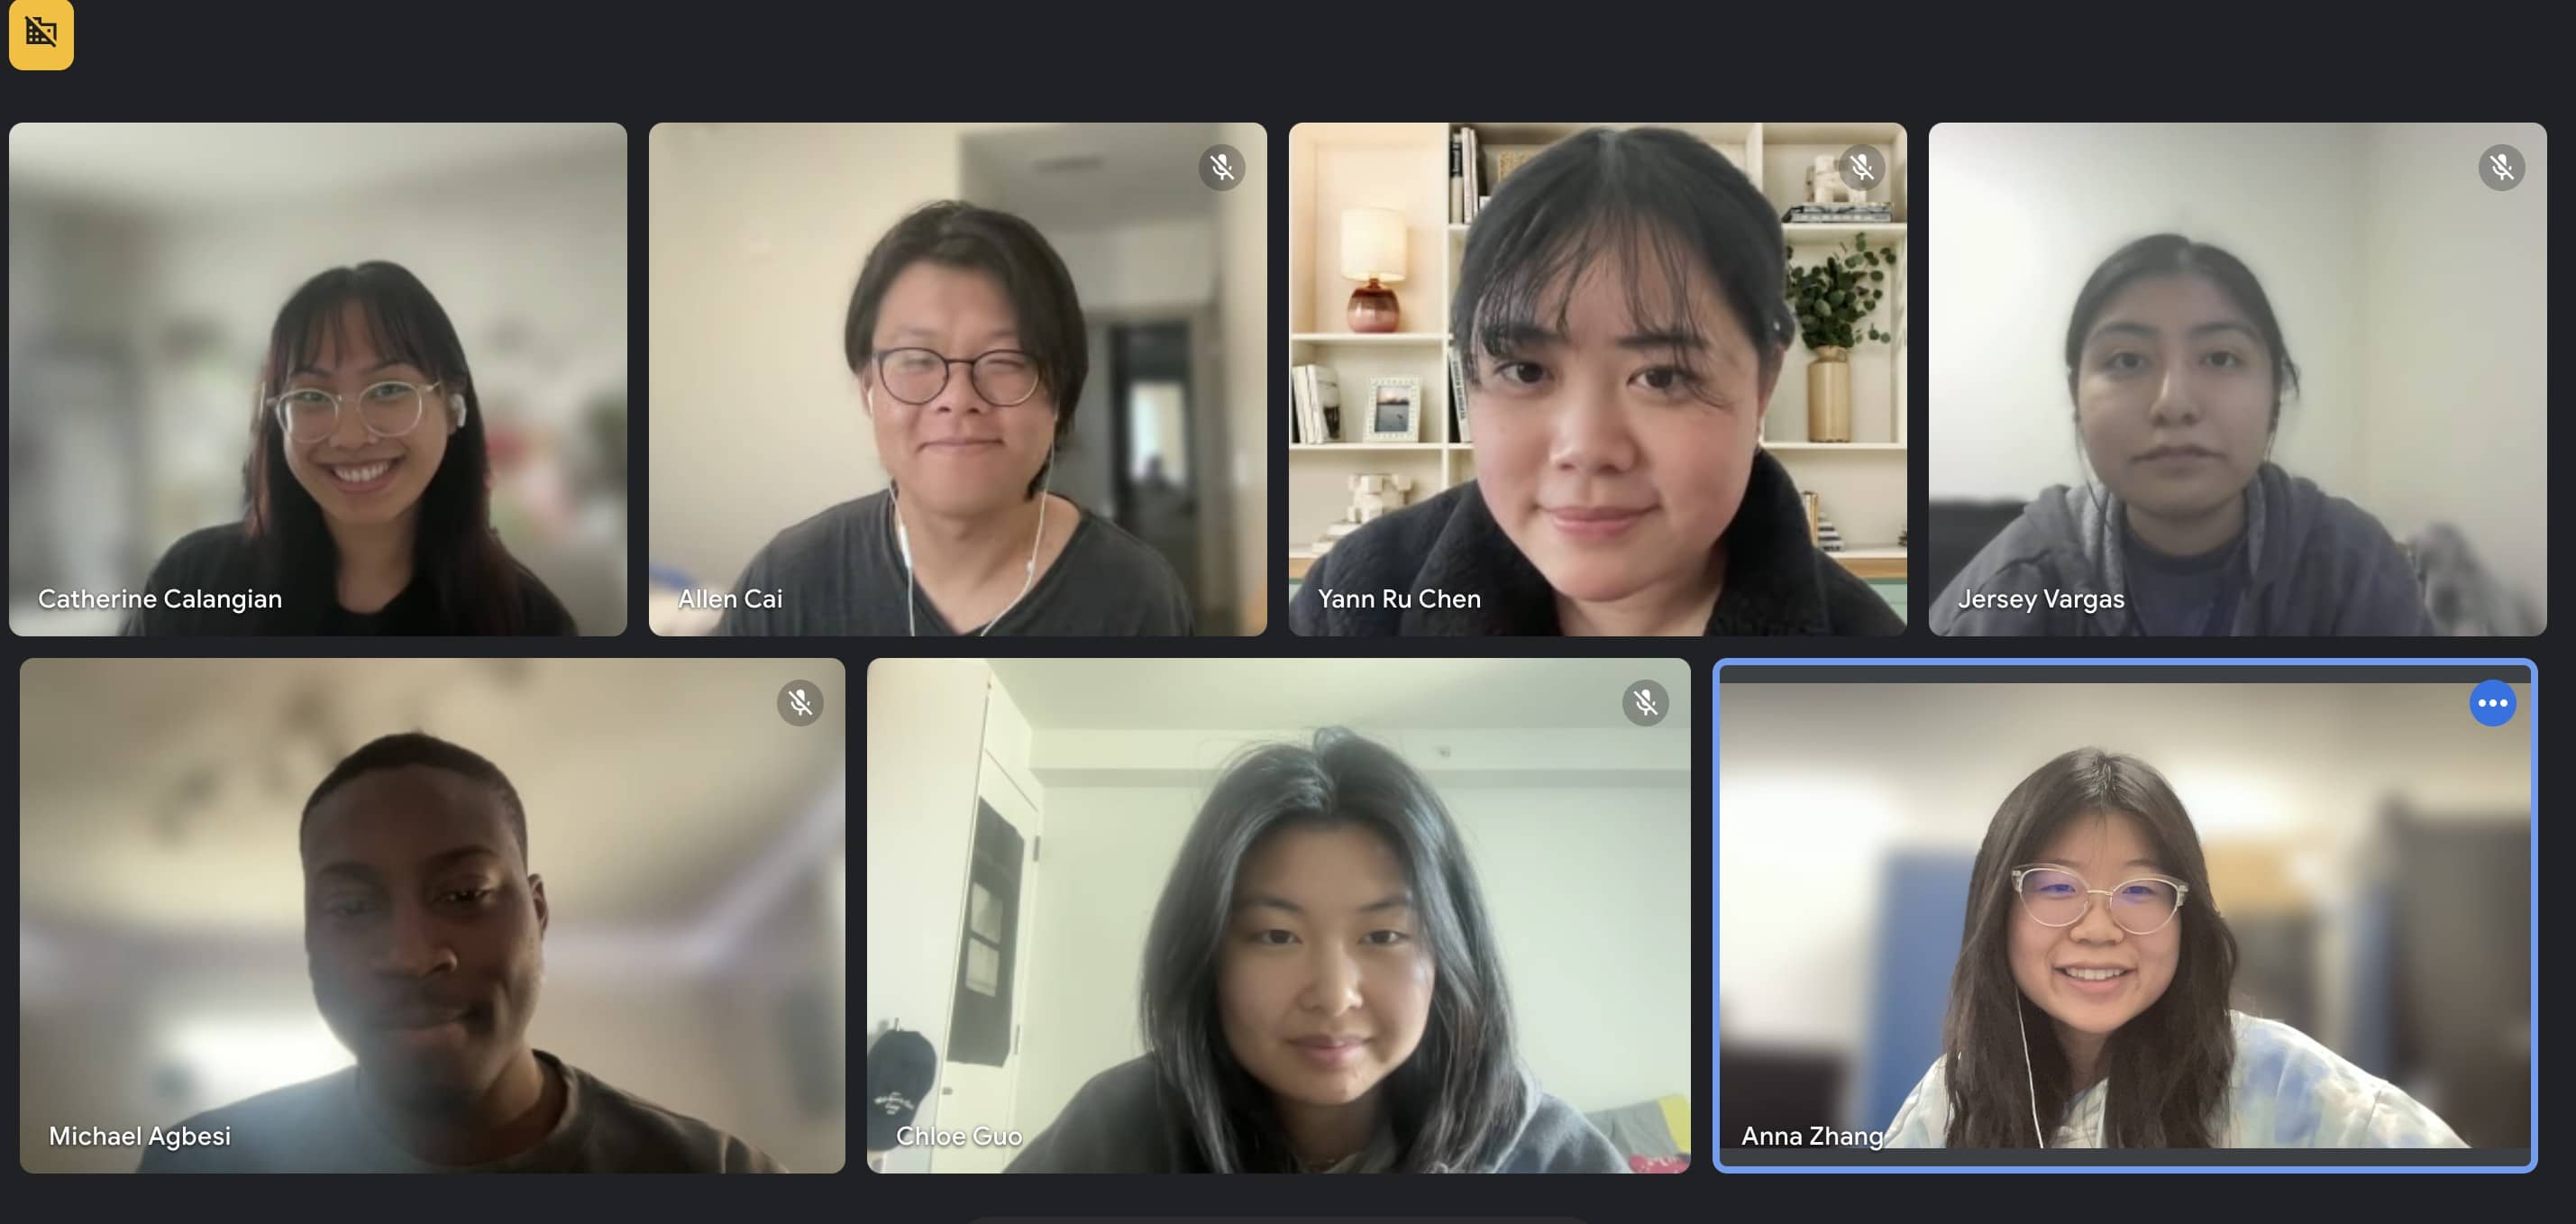 Catherine Calangian
Allen Cai
Yann Ru Chen
Jersey Vargas
Michael Agbesi
Chloe Guo
Anna Zhang